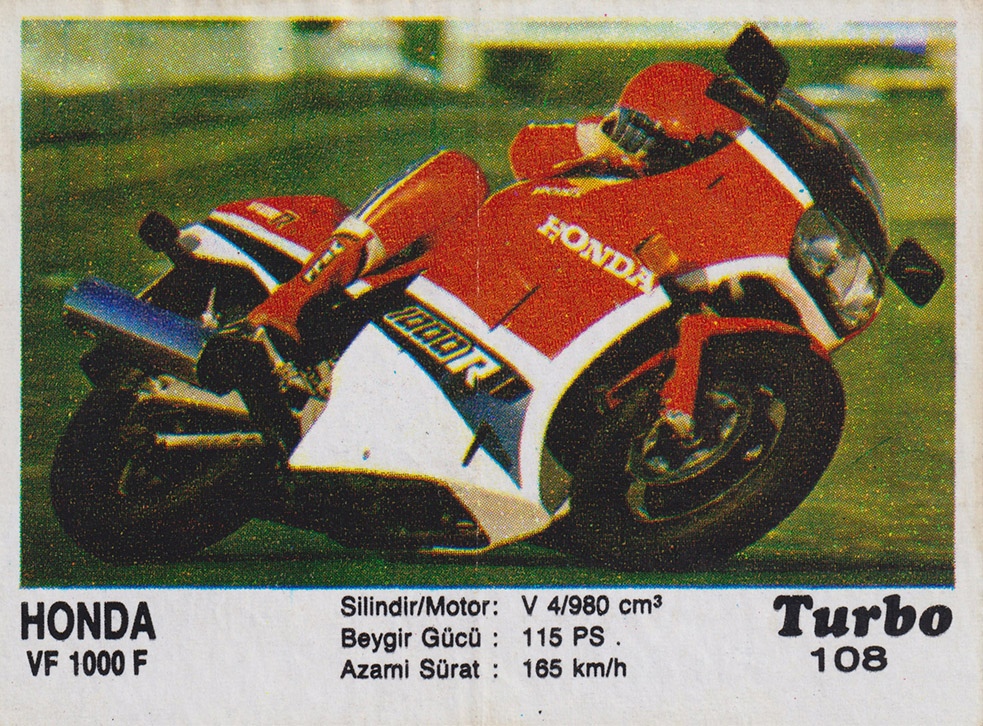 HONDA
1000R
HONDA
VF 1000 F
Silindir/Motor: V 4/980 cm³
Beygir Gücü : 115 PS .
Azami Sürat : 165 km/h
Turbo
108